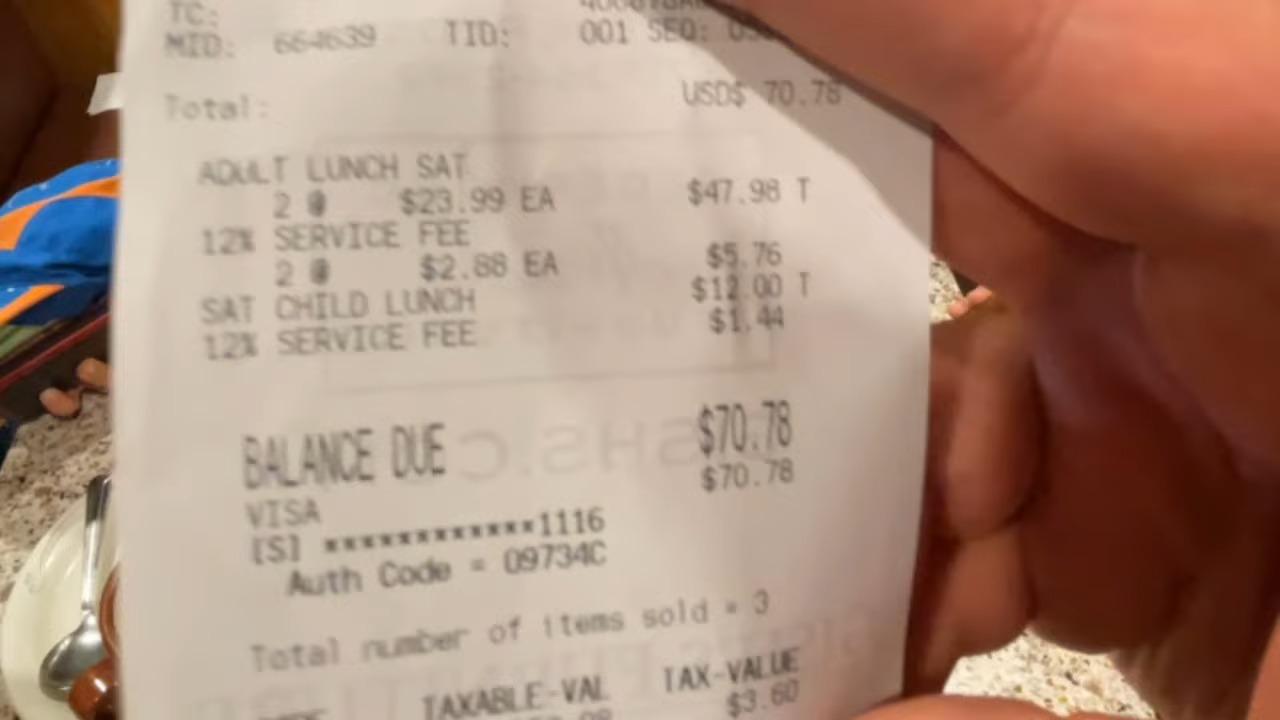 TC:
MID: 664639 TID: 001 SEQ:
Total: USD$ 70.78
ADULT LUNCH SAT
2 @ $23.99 EA $47.98 T
12% SERVICE FEE
2 @ $2.88 EA $5.76
SAT CHILD LUNCH $12.00 T
12% SERVICE FEE $1.44
BALANCE DUE $70.78
VISA $70.78
[S] ************1116
Auth Code = 09734C
Total number of items sold = 3
TAXABLE-VAL TAX-VALUE
$3.60